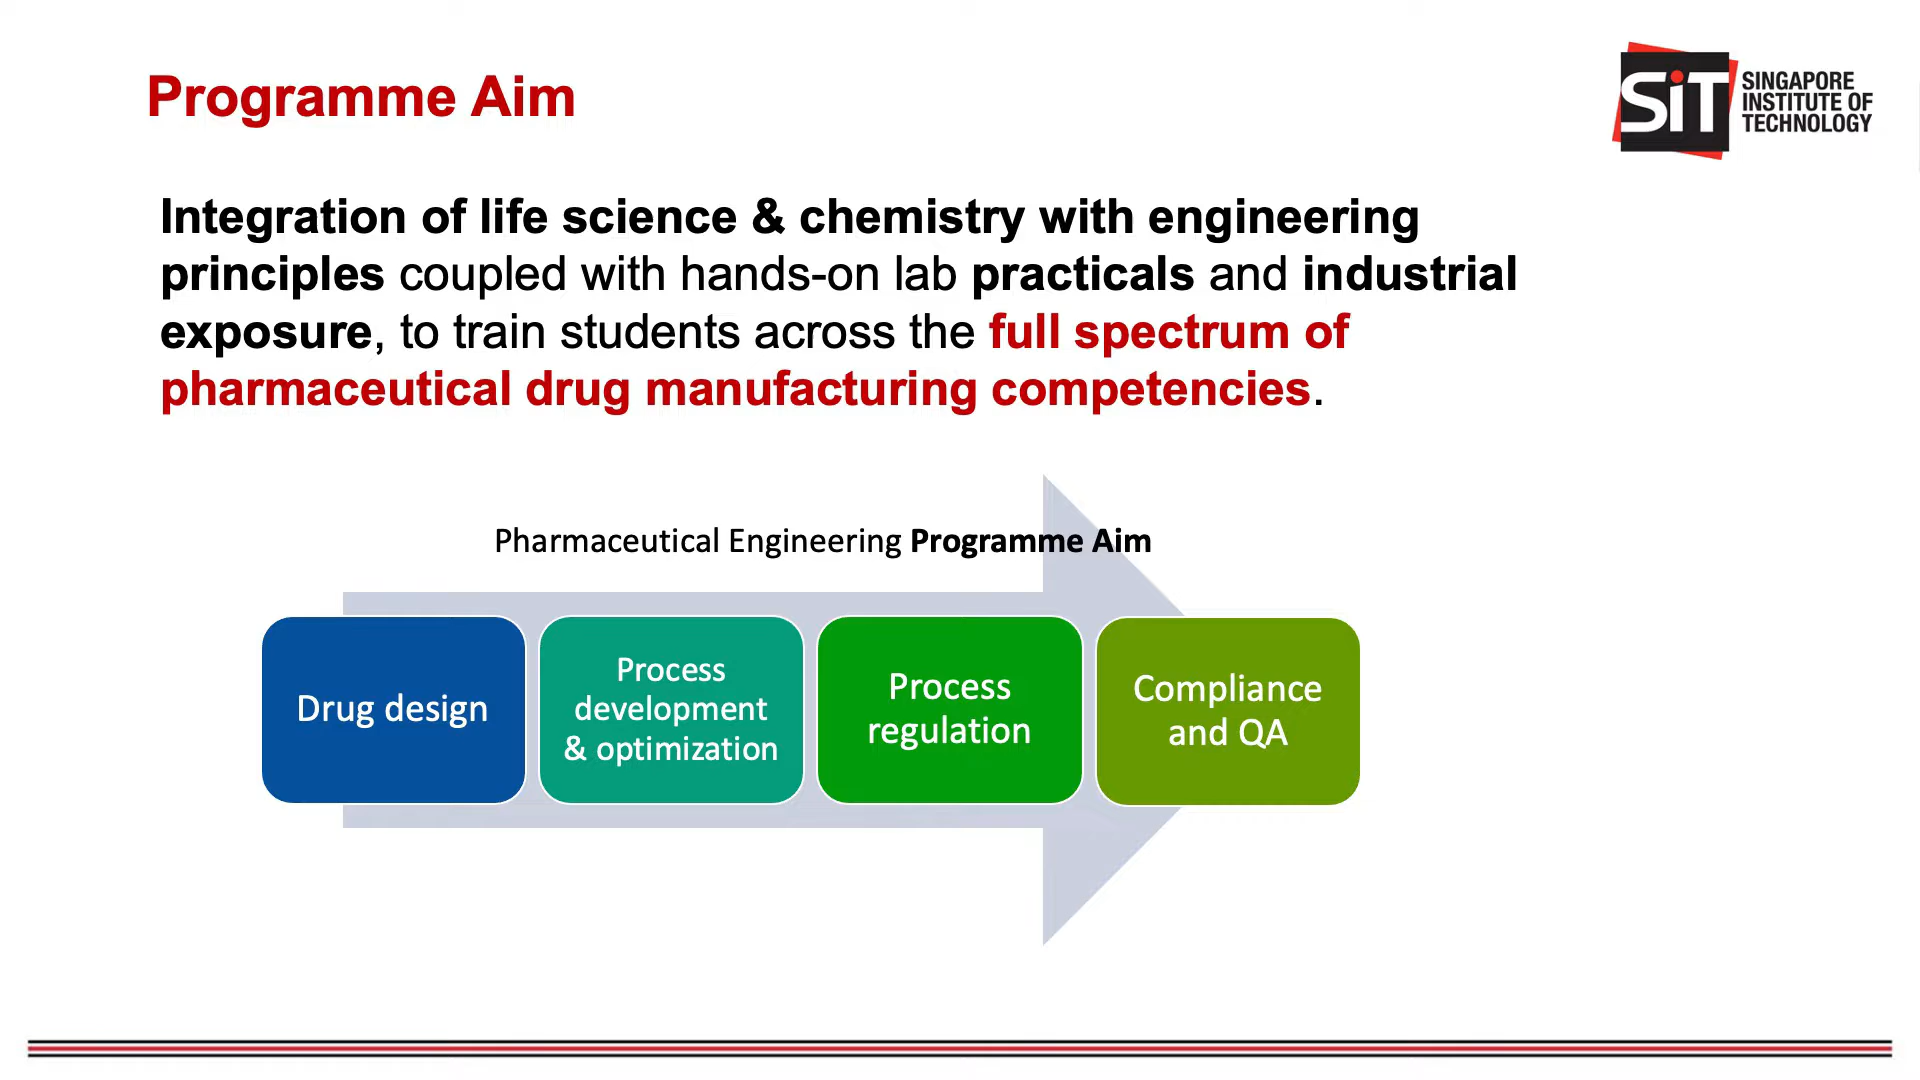 Programme Aim
SiT
SINGAPORE
INSTITUTE OF
TECHNOLOGY
Integration of life science & chemistry with engineering
principles coupled with hands-on lab practicals and industrial
exposure, to train students across the full spectrum of
pharmaceutical drug manufacturing competencies.
Pharmaceutical Engineering Programme Aim
Drug design
Process
development
& optimization
Process
regulation
Compliance
and QA